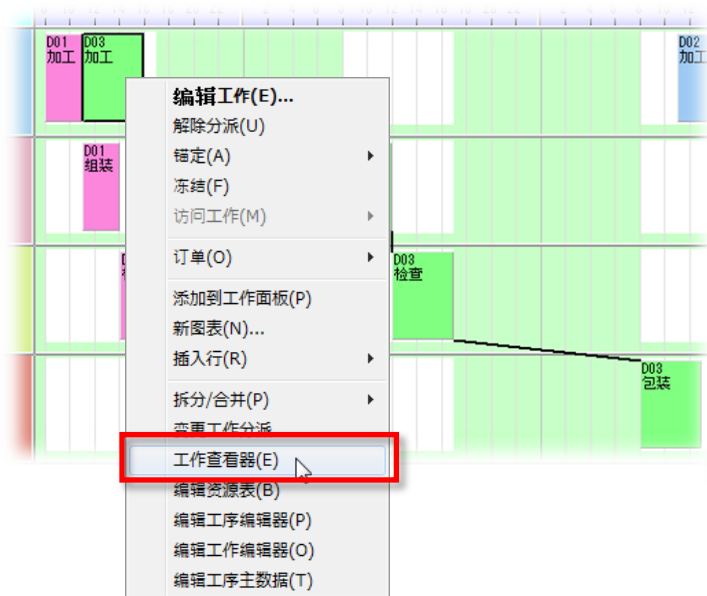 D01
加工
D03
加工
D02
加工
编辑工作(E)...
解除分派(U)
锚定(A)
冻结(F)
访问工作(M)
D01
组装
订单(O)
D03
检查
添加到工作面板(P)
新图表(N)...
插入行(R)
D03
包装
拆分/合并(P)
变更工作分派
工作查看器(E)
编辑资源表(B)
编辑工序编辑器(P)
编辑工作编辑器(O)
编辑工序主数据(T)